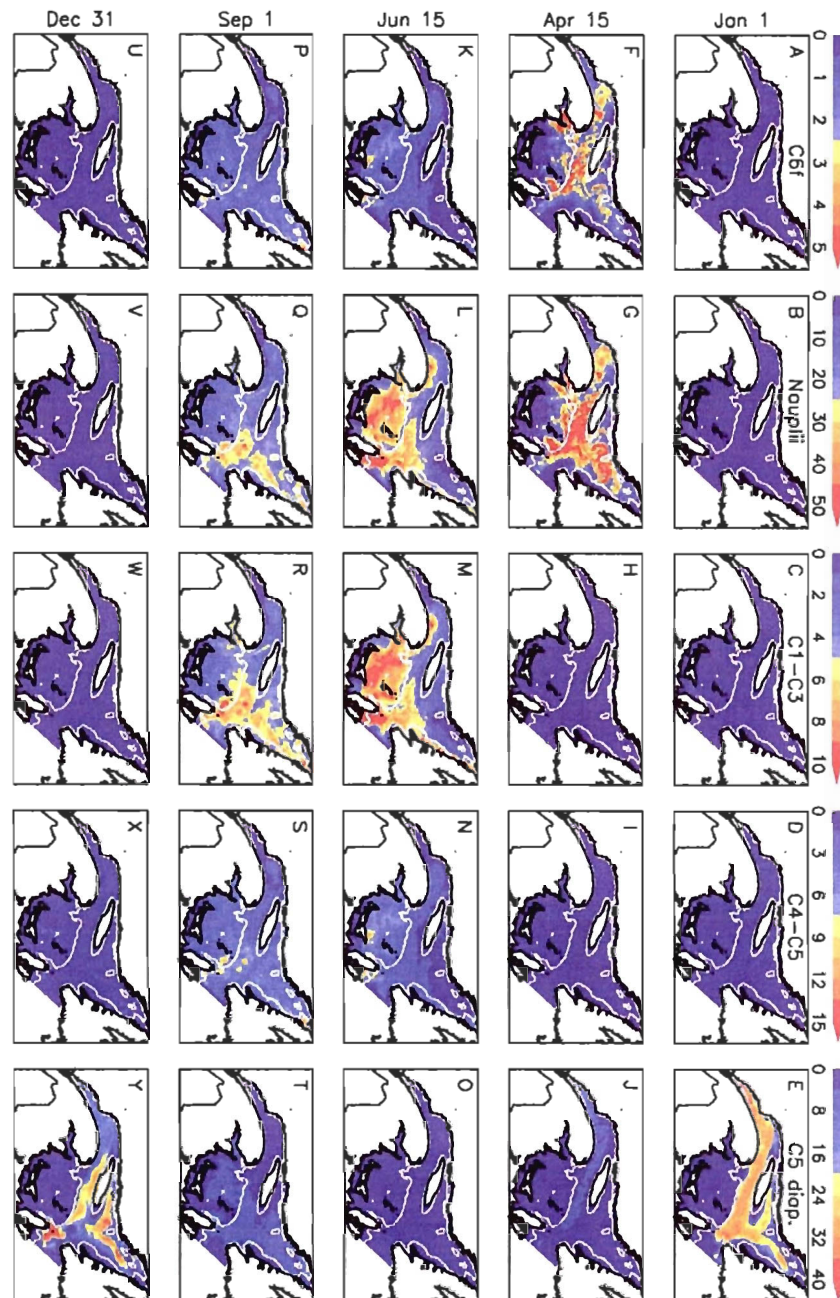 0 1 2 3 4 5 0 10 20 30 40 50 0 2 4 6 8 10 0 3 6 9 12 15 0 8 16 24 32 40
Jan 1
A C6f B Nauplii C C1-C3 D C4-C5 E C5 diap.
Apr 15
F G H I J
Jun 15
K L M N O
Sep 1
P Q R S T
Dec 31
U V W X Y